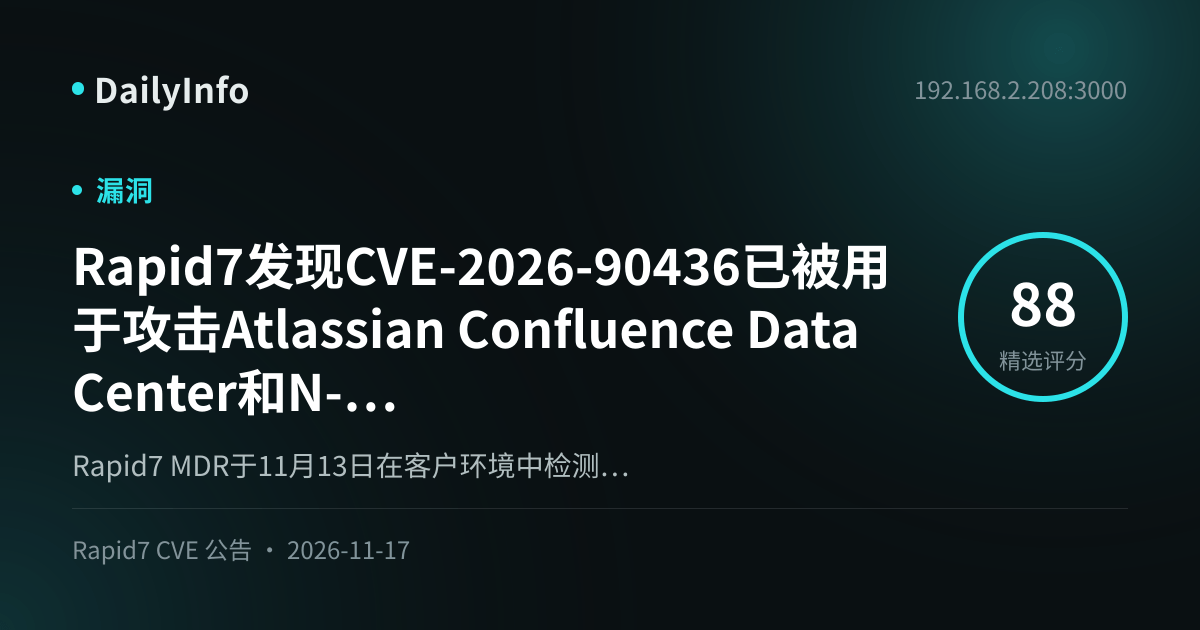 DailyInfo
192.168.2.208:3000
漏洞
Rapid7发现CVE-2026-90436已被用
于攻击Atlassian Confluence Data
Center和N-…
88
精选评分
Rapid7 MDR于11月13日在客户环境中检测…
Rapid7 CVE 公告 · 2026-11-17